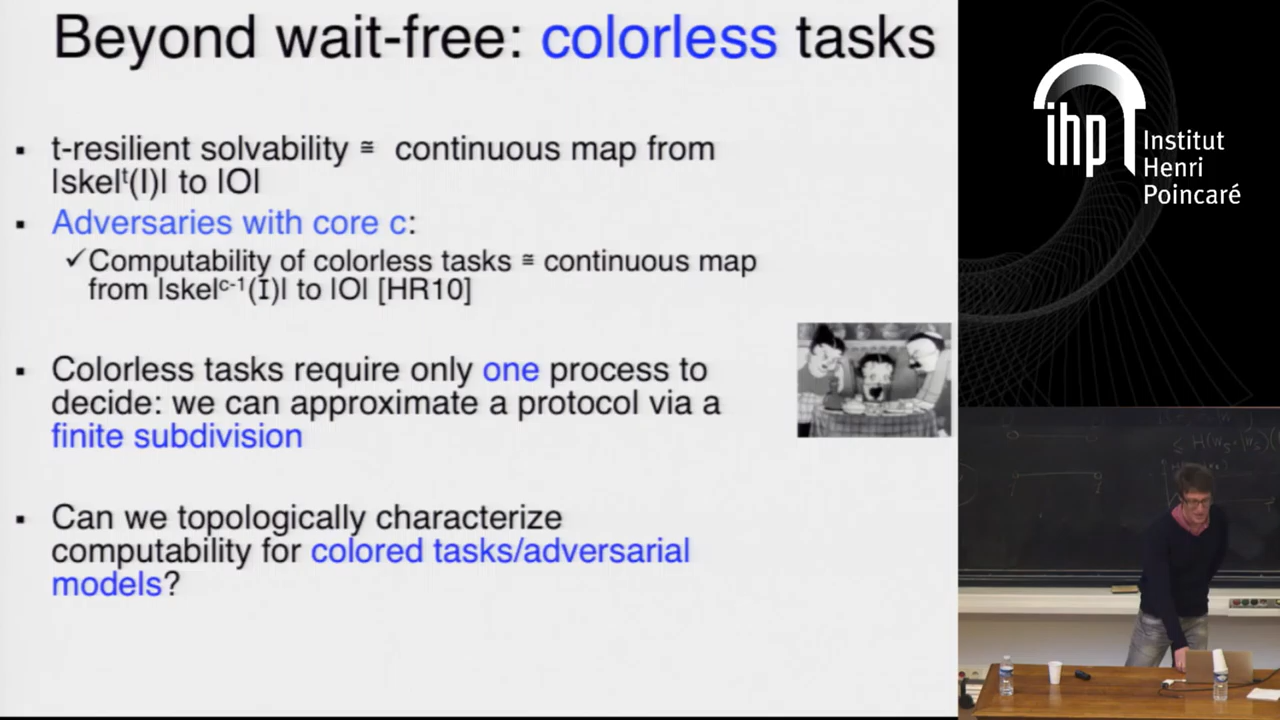 Beyond wait-free: colorless tasks
▪ t-resilient solvability ≅ continuous map from
|skelᵗ(I)| to |O|
▪ Adversaries with core c:
✓Computability of colorless tasks ≅ continuous map
from |skelᶜ⁻¹(I)| to |O| [HR10]
▪ Colorless tasks require only one process to
decide: we can approximate a protocol via a
finite subdivision
▪ Can we topologically characterize
computability for colored tasks/adversarial
models?
ihp
Institut
Henri
Poincaré